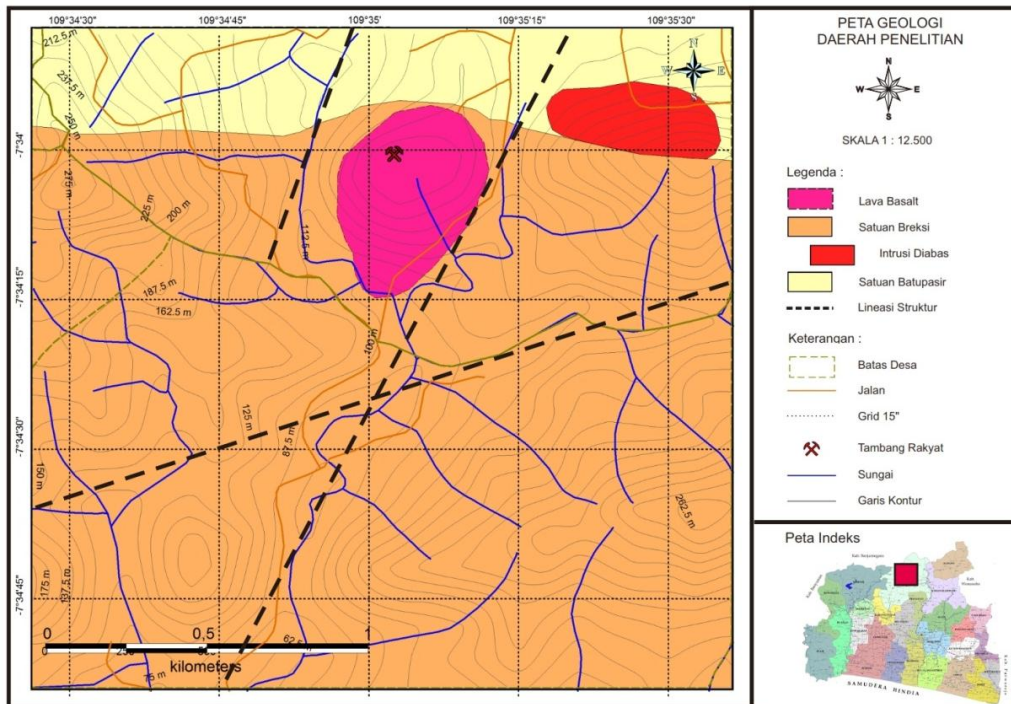 109°34'30" 109°34'45" 109°35' 109°35'15" 109°35'30"
-7°34'
-7°34'15"
-7°34'30"
-7°34'45"
212.5 m
237.5 m
250 m
275 m
225 m
200 m
187.5 m
162.5 m
112.5 m
100 m
125 m
87.5 m
150 m
175 m
137.5
262.5 m
62.5
75 m
N
W E
0 0,5 1
0 250
kilometers
PETA GEOLOGI
DAERAH PENELITIAN
N
W E
S
SKALA 1 : 12.500
Legenda :
Lava Basalt
Satuan Breksi
Intrusi Diabas
Satuan Batupasir
Lineasi Struktur
Keterangan :
Batas Desa
Jalan
Grid 15"
Tambang Rakyat
Sungai
Garis Kontur
Peta Indeks
SAMUDERA HINDIA